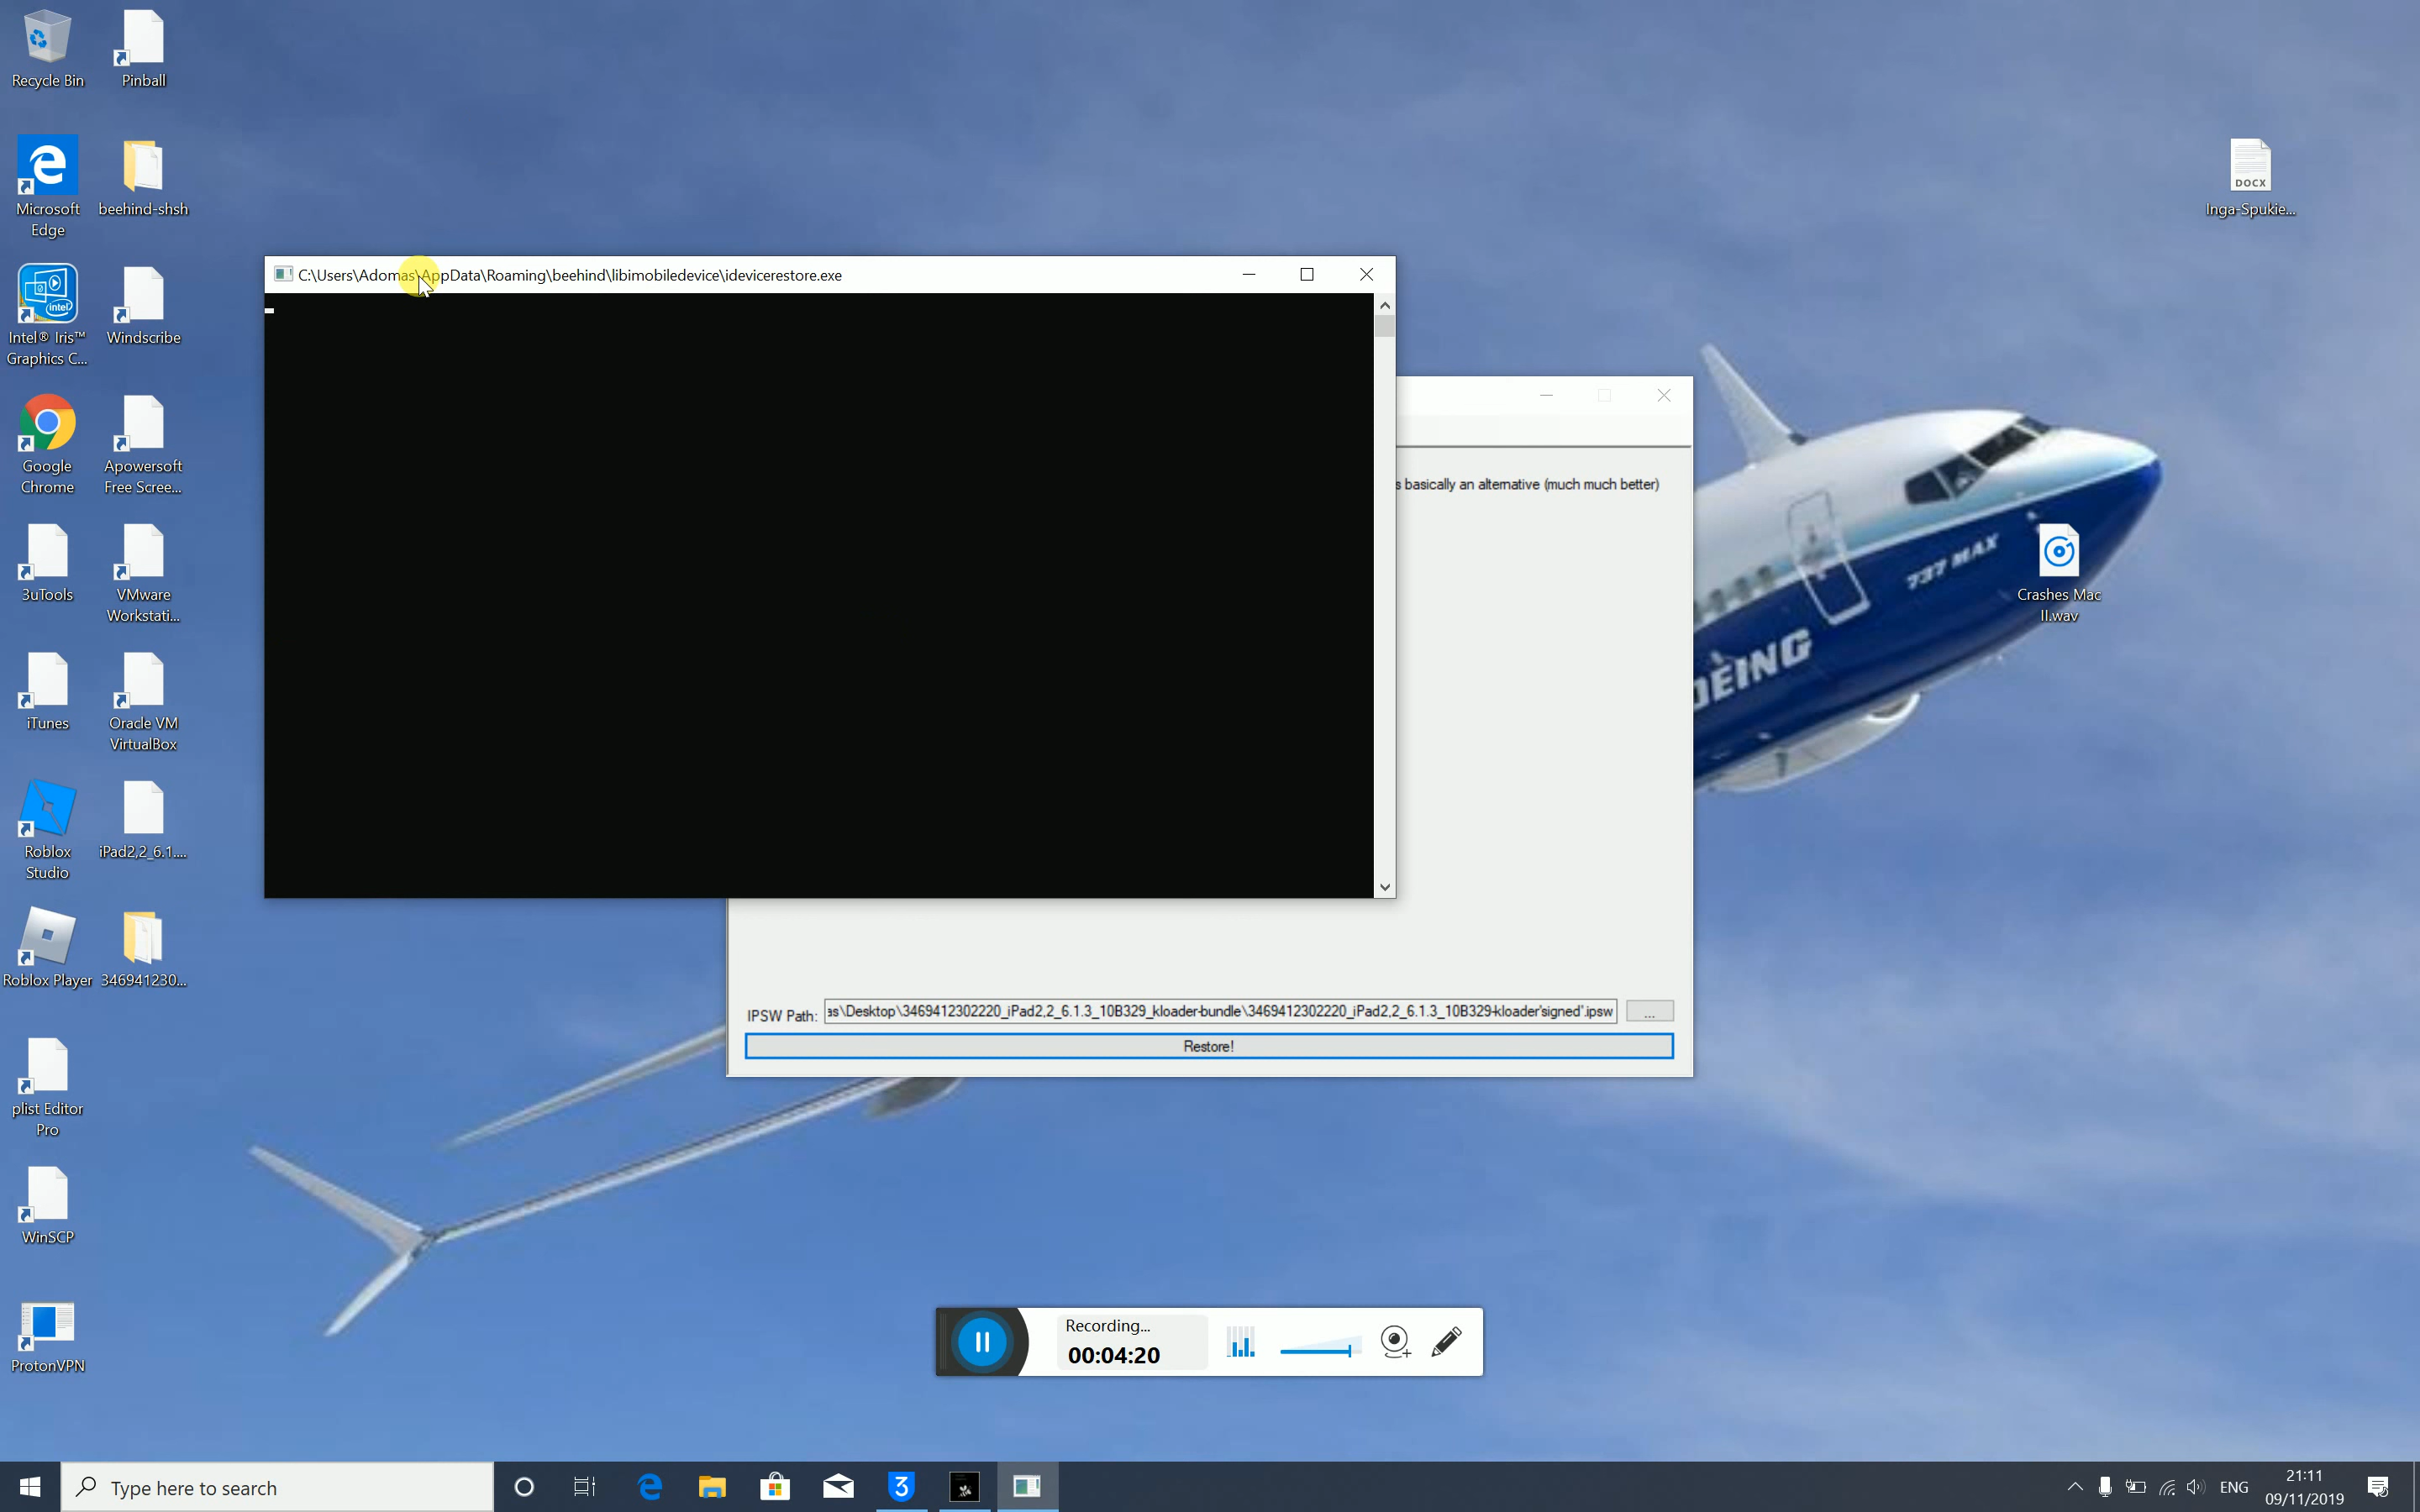 Recycle Bin
Pinball
Microsoft
Edge
beehind-shsh
Intel® Iris™
Graphics C...
Windscribe
Google
Chrome
Apowersoft
Free Scree...
3uTools
VMware
Workstati...
iTunes
Oracle VM
VirtualBox
Roblox
Studio
iPad2,2_6.1....
Roblox Player
346941230...
plist Editor
Pro
WinSCP
ProtonVPN
intel
DOCX
Inga-Spukie...
Crashes Mac
II.wav
737 MAX
C:\Users\Adomas\AppData\Roaming\beehind\libimobiledevice\idevicerestore.exe
s basically an alternative (much much better)
IPSW Path:
as\Desktop\3469412302220_iPad2,2_6.1.3_10B329_kloader-bundle\3469412302220_iPad2,2_6.1.3_10B329-kloader'signed'.ipsw
...
Restore!
Recording...
00:04:20
Type here to search
3
ENG
21:11
09/11/2019